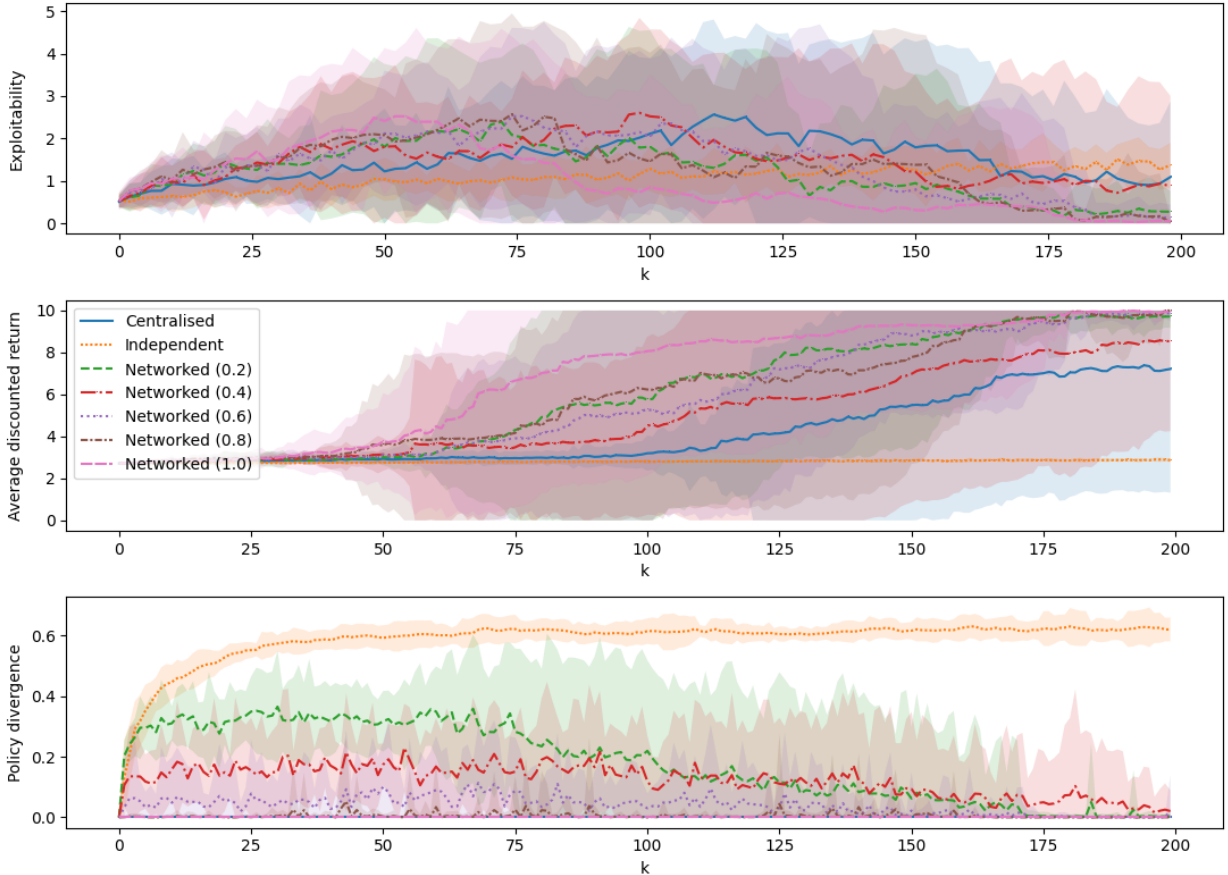 Exploitability
5
4
3
2
1
0
0 25 50 75 100 125 150 175 200
k
Average discounted return
10
8
6
4
2
0
Centralised
Independent
Networked (0.2)
Networked (0.4)
Networked (0.6)
Networked (0.8)
Networked (1.0)
0 25 50 75 100 125 150 175 200
k
Policy divergence
0.6
0.4
0.2
0.0
0 25 50 75 100 125 150 175 200
k